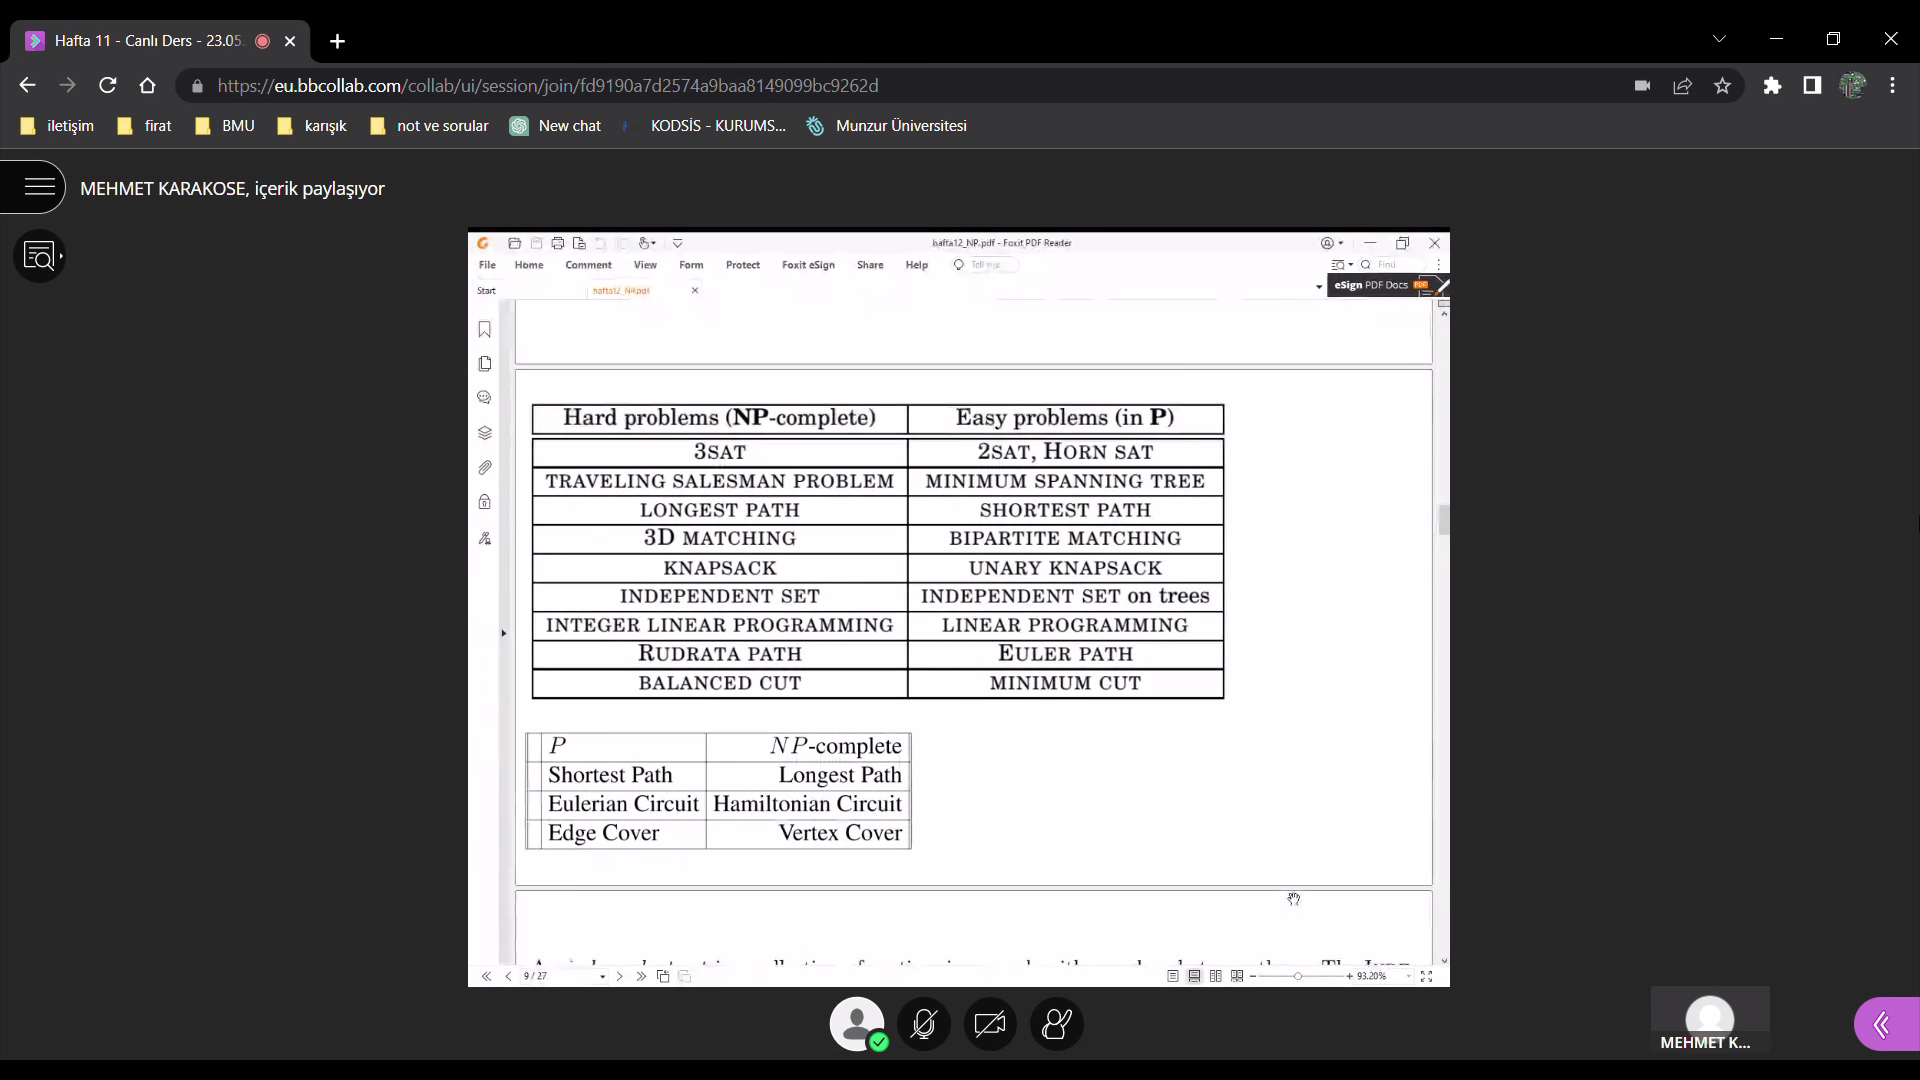 Hafta 11 - Canlı Ders - 23.05.
https://eu.bbcollab.com/collab/ui/session/join/fd9190a7d2574a9baa8149099bc9262d
iletişim firat BMU karışık not ve sorular New chat KODSİS - KURUMS... Munzur Üniversitesi
MEHMET KARAKOSE, içerik paylaşıyor
hafta12_NP.pdf - Foxit PDF Reader
File Home Comment View Form Protect Foxit eSign Share Help Tell me Find
Start hafta12_NP.pdf eSign PDF Docs PDF
Hard problems (NP-complete) Easy problems (in P)
3SAT 2SAT, HORN SAT
TRAVELING SALESMAN PROBLEM MINIMUM SPANNING TREE
LONGEST PATH SHORTEST PATH
3D MATCHING BIPARTITE MATCHING
KNAPSACK UNARY KNAPSACK
INDEPENDENT SET INDEPENDENT SET on trees
INTEGER LINEAR PROGRAMMING LINEAR PROGRAMMING
RUDRATA PATH EULER PATH
BALANCED CUT MINIMUM CUT
P NP-complete
Shortest Path Longest Path
Eulerian Circuit Hamiltonian Circuit
Edge Cover Vertex Cover
9 / 27 93.20%
MEHMET K...